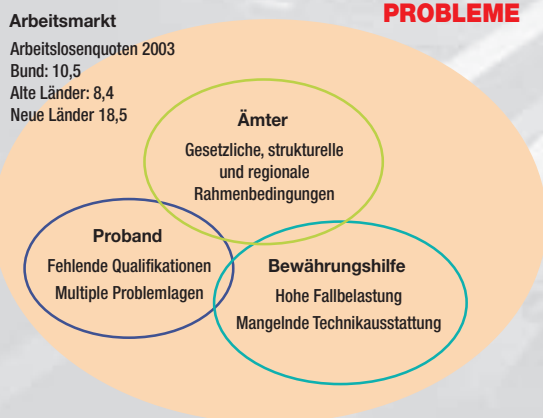 PROBLEME
Arbeitsmarkt
Arbeitslosenquoten 2003
Bund: 10,5
Alte Länder: 8,4
Neue Länder 18,5
Ämter
Gesetzliche, strukturelle
und regionale
Rahmenbedingungen
Proband
Fehlende Qualifikationen
Multiple Problemlagen
Bewährungshilfe
Hohe Fallbelastung
Mangelnde Technikausstattung